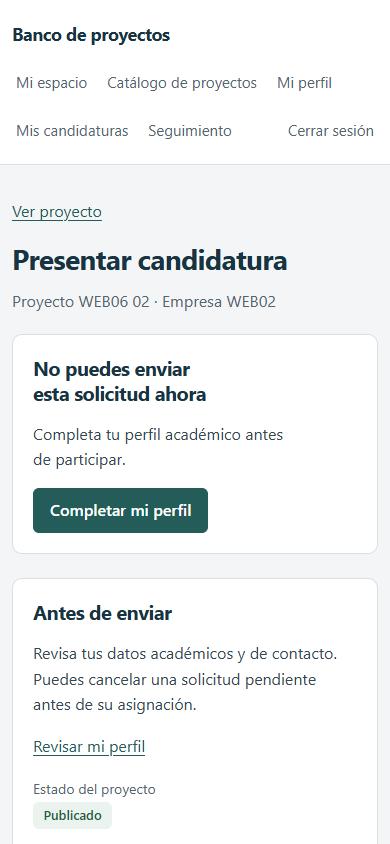 Banco de proyectos
Mi espacio Catálogo de proyectos Mi perfil
Mis candidaturas Seguimiento Cerrar sesión
Ver proyecto
Presentar candidatura
Proyecto WEB06 02 · Empresa WEB02
No puedes enviar
esta solicitud ahora
Completa tu perfil académico antes
de participar.
Completar mi perfil
Antes de enviar
Revisa tus datos académicos y de contacto.
Puedes cancelar una solicitud pendiente
antes de su asignación.
Revisar mi perfil
Estado del proyecto
Publicado